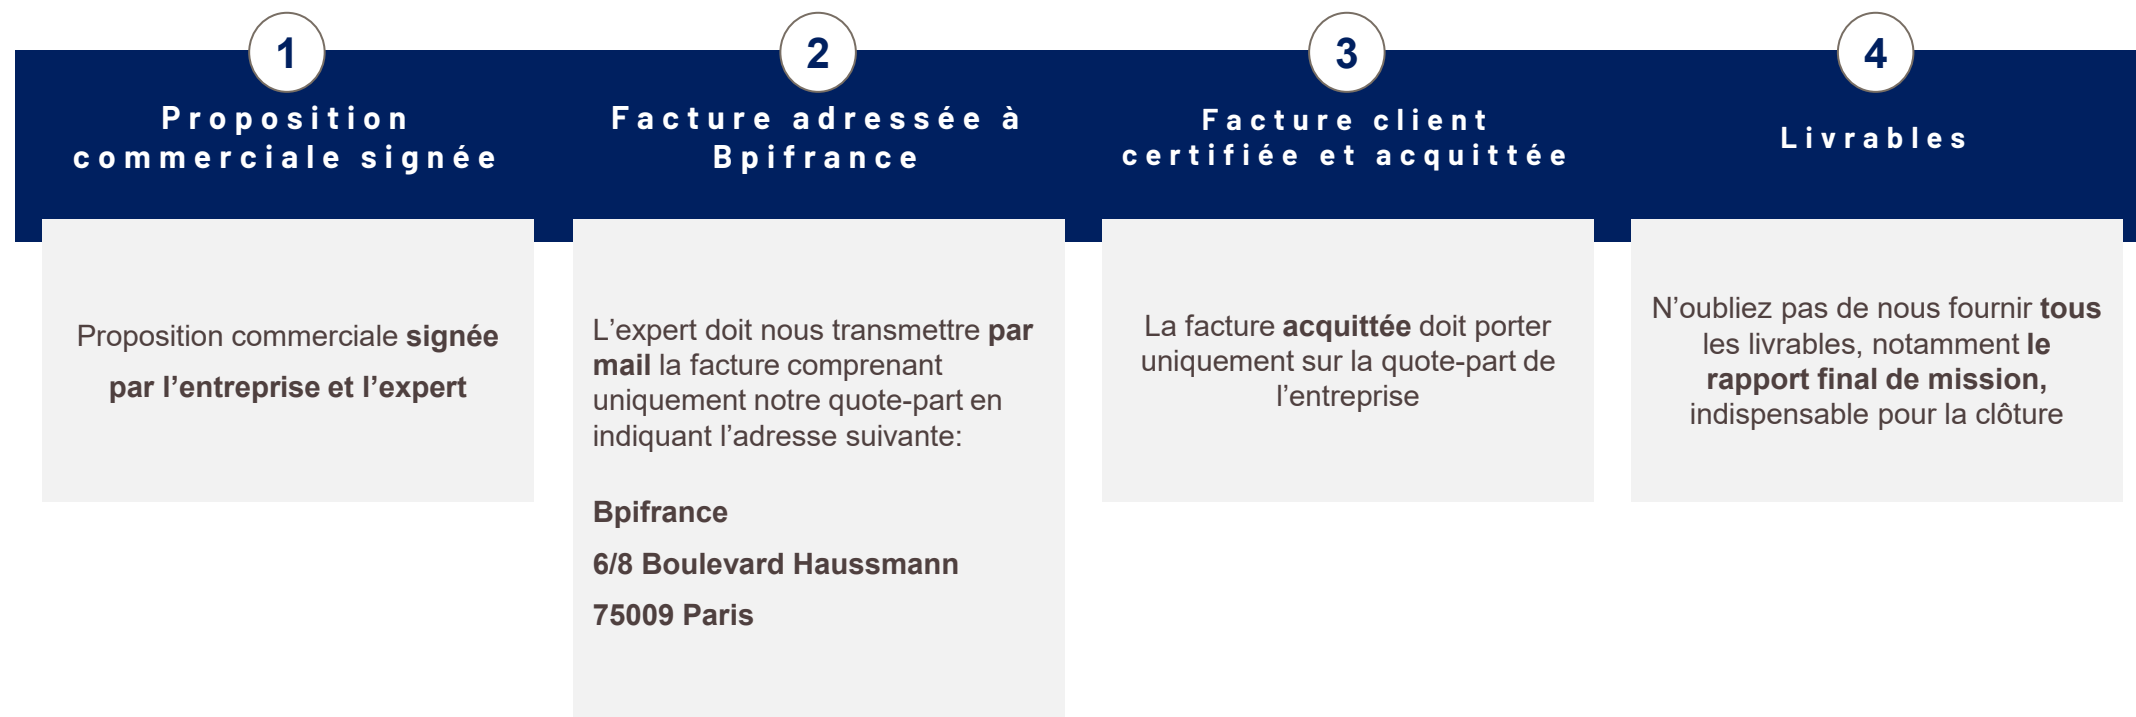 1
Proposition
commerciale signée
Proposition commerciale signée
par l’entreprise et l’expert
2
Facture adressée à
Bpifrance
L’expert doit nous transmettre par
mail la facture comprenant
uniquement notre quote-part en
indiquant l’adresse suivante:
Bpifrance
6/8 Boulevard Haussmann
75009 Paris
3
Facture client
certifiée et acquittée
La facture acquittée doit porter
uniquement sur la quote-part de
l’entreprise
4
Livrables
N’oubliez pas de nous fournir tous
les livrables, notamment le
rapport final de mission,
indispensable pour la clôture